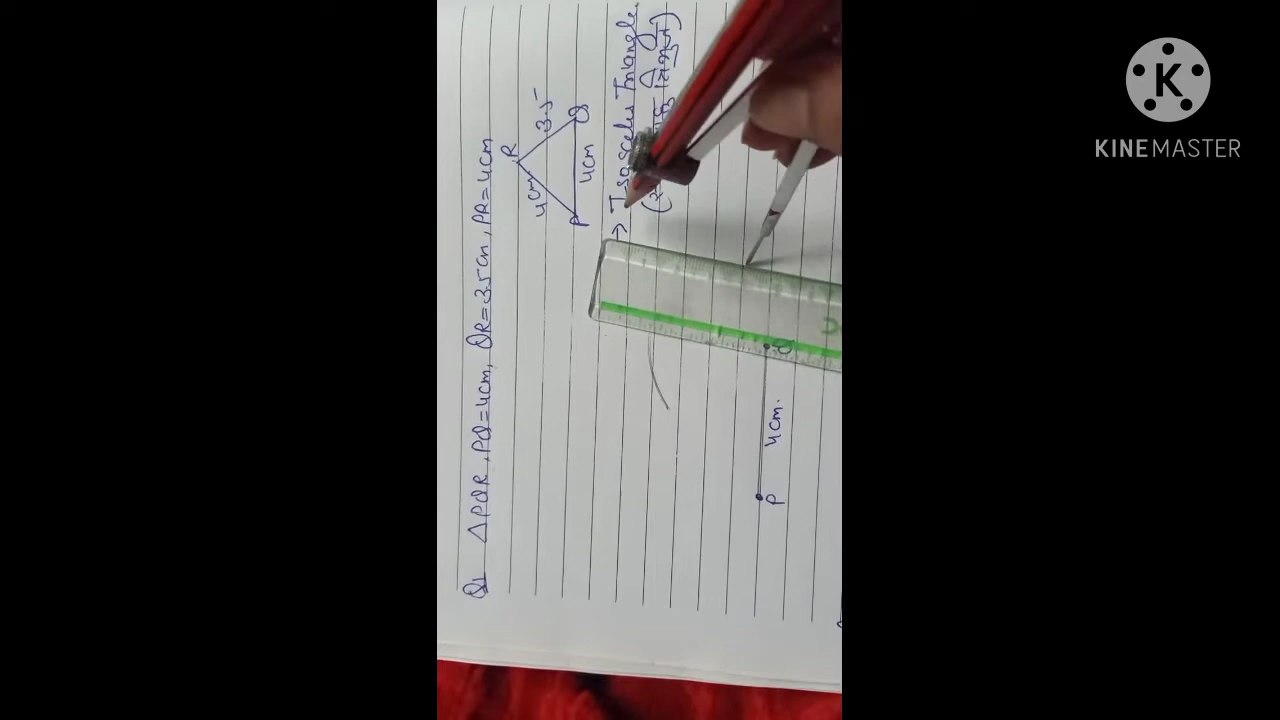 Q1 △PQR, PQ=4cm, QR=3.5cm, PR=4cm
R
4cm 3.5
P 4cm Q
→ Isosceles Triangle.
त्रिभुज)
P 4cm. Q
K
KINEMASTER